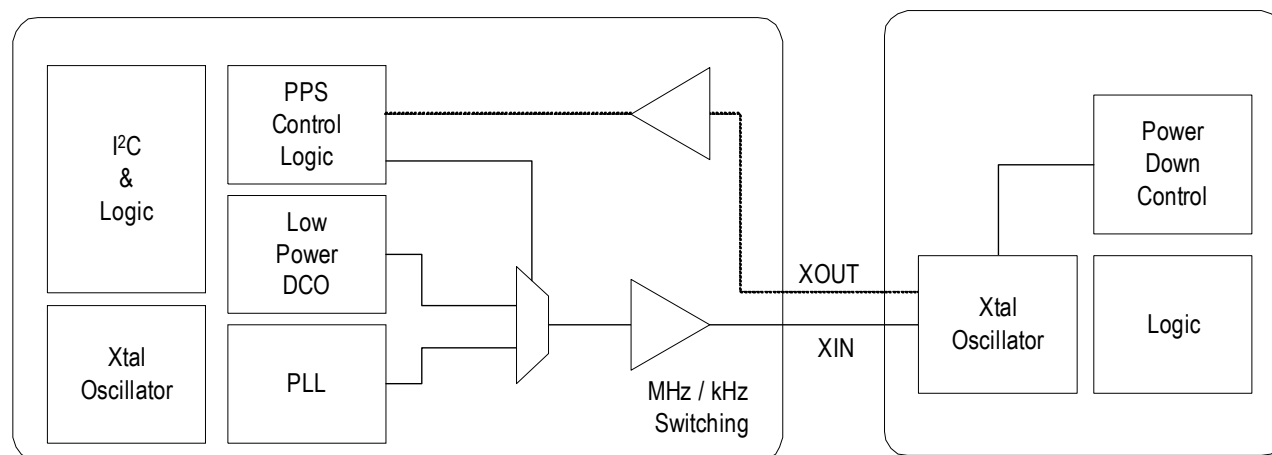 I²C
&
Logic
PPS
Control
Logic
Low
Power
DCO
Xtal
Oscillator
PLL
MHz / kHz
Switching
XOUT
XIN
Power
Down
Control
Xtal
Oscillator
Logic